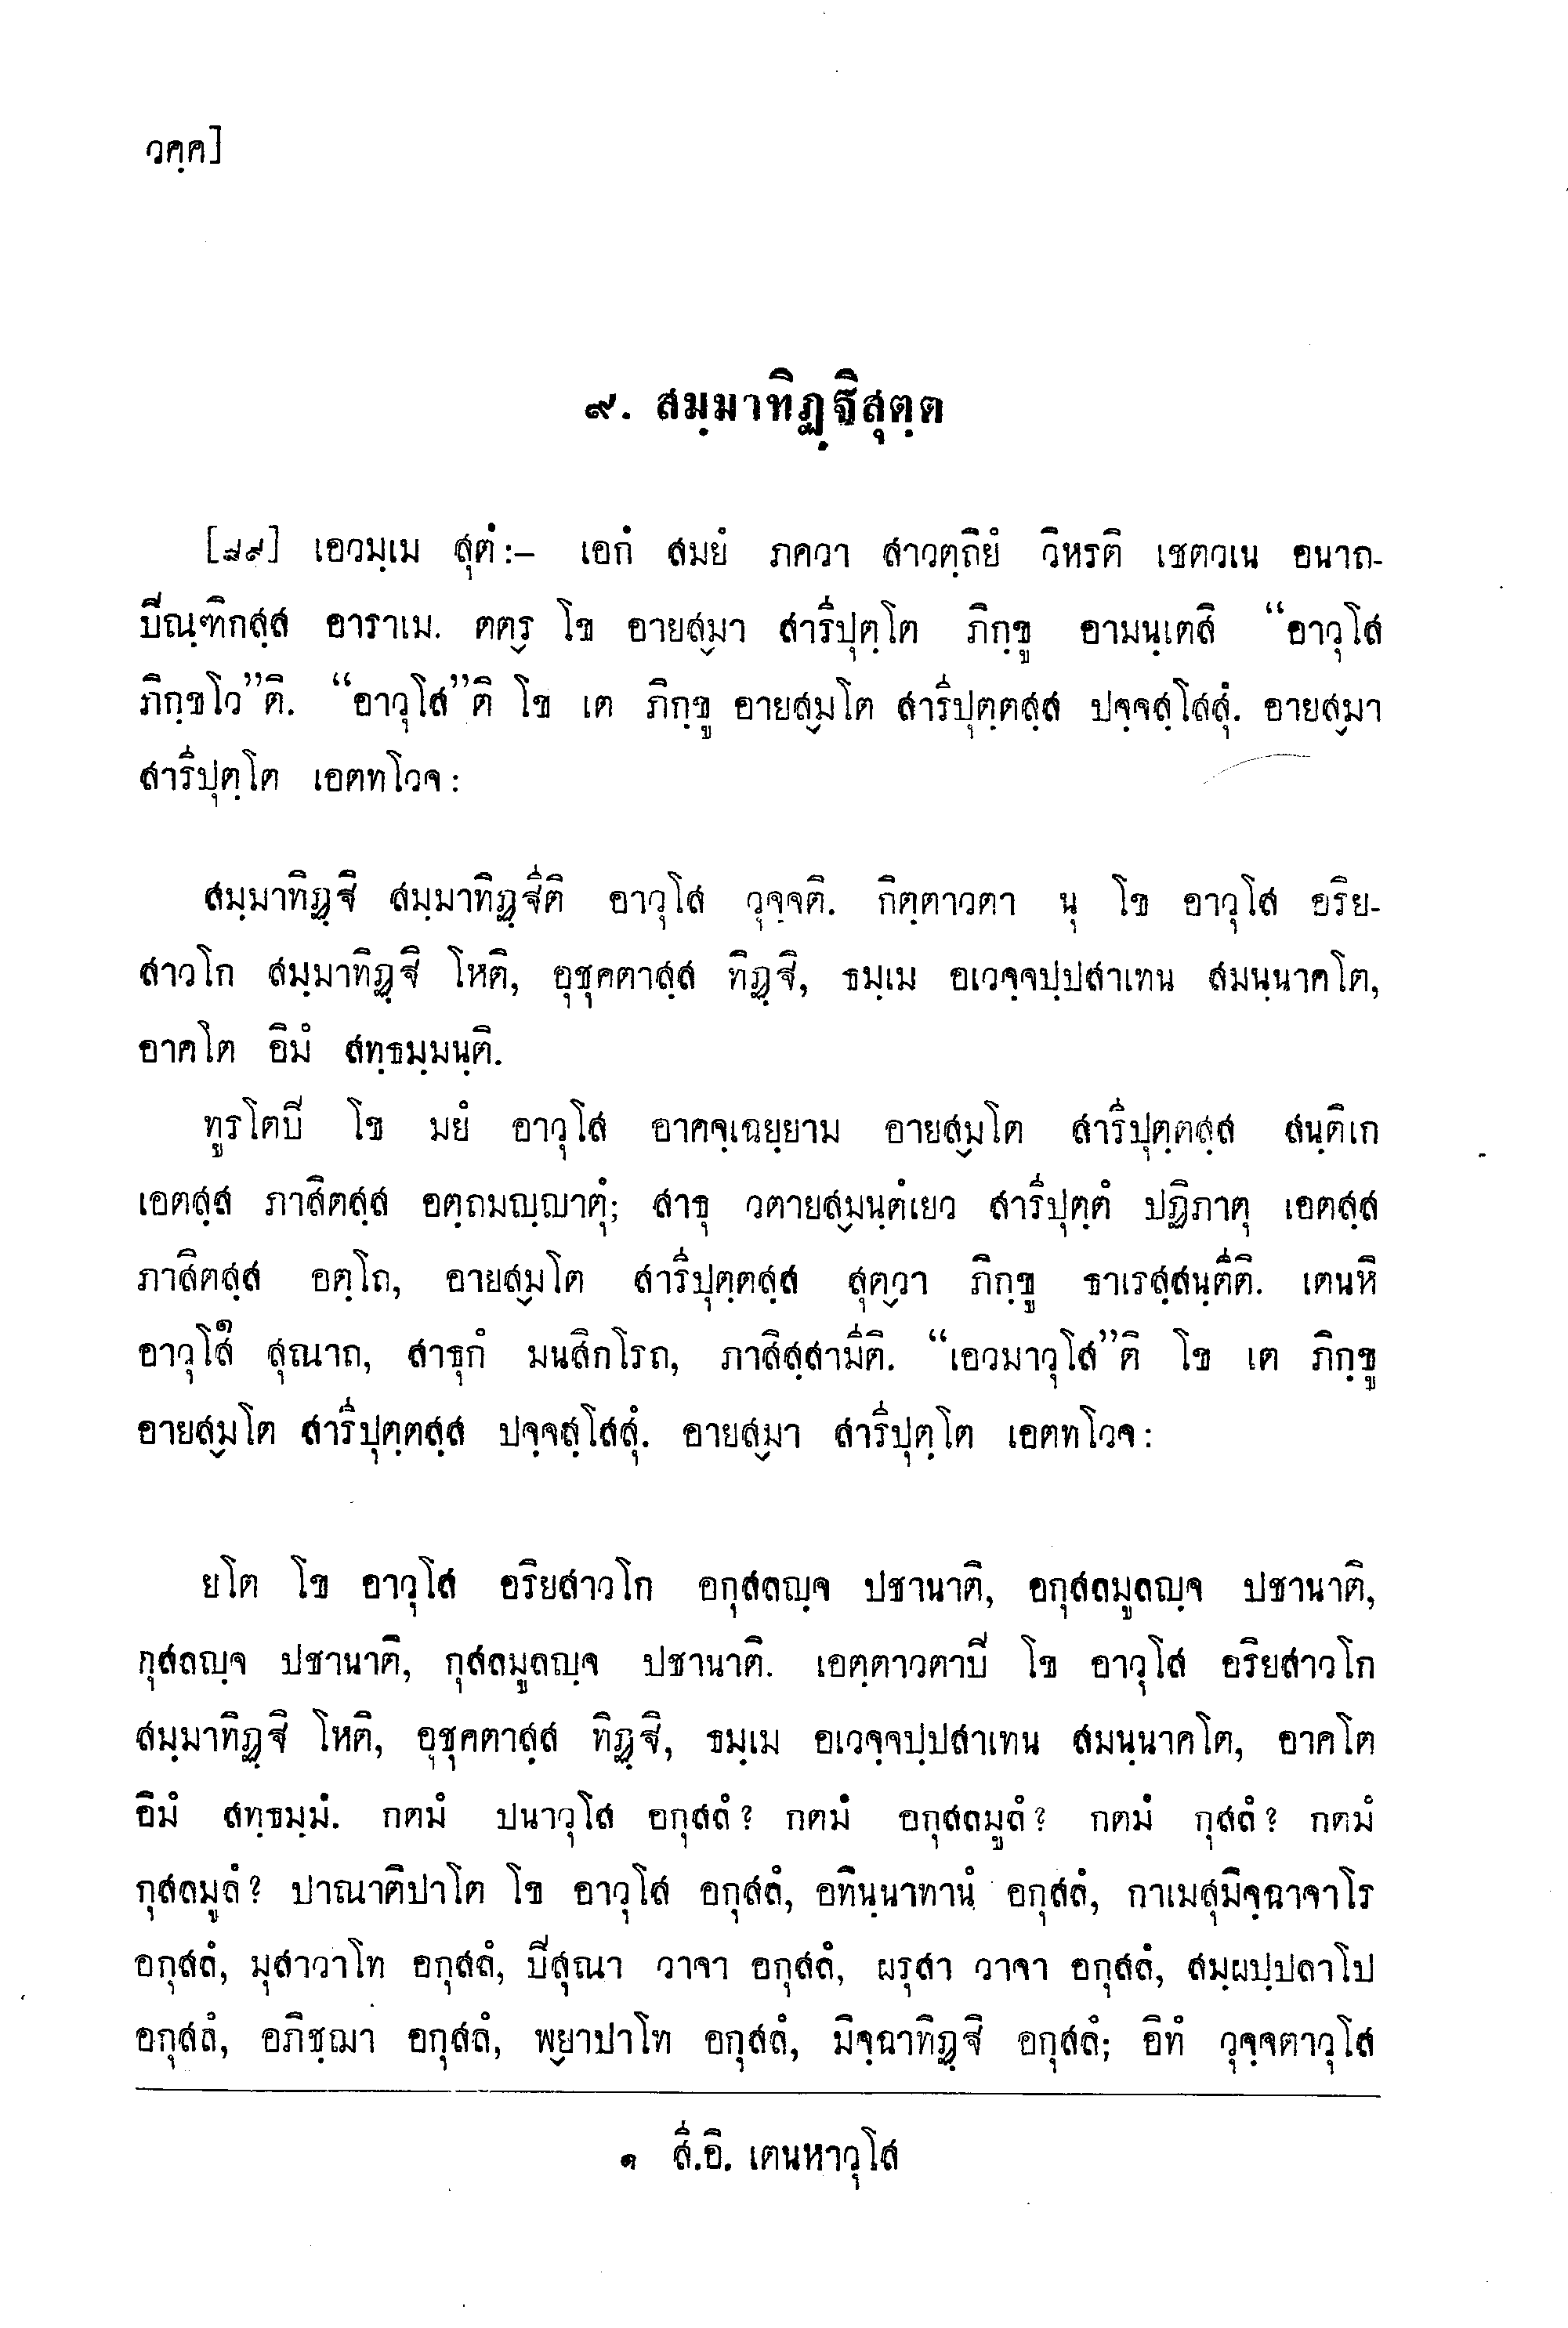 วคฺค]
๙. สมฺมาทิฏฺฐิสุตฺต
[๘๙] เอวมฺเม สุตํ:– เอกํ สมยํ ภควา สาวตฺถิยํ วิหรติ เชตวเน อนาถ-
ปิณฺฑิกสฺส อาราเม. ตตฺร โข อายสฺมา สารีปุตฺโต ภิกฺขู อามนฺเตสิ “อาวุโส
ภิกฺขโว”ติ. “อาวุโส”ติ โข เต ภิกฺขู อายสฺมโต สารีปุตฺตสฺส ปจฺจสฺโสสุํ. อายสฺมา
สารีปุตฺโต เอตทโวจ:
สมฺมาทิฏฺฐิ สมฺมาทิฏฺฐีติ อาวุโส วุจฺจติ. กิตฺตาวตา นุ โข อาวุโส อริย-
สาวโก สมฺมาทิฏฺฐิ โหติ, อุชุคตาสฺส ทิฏฺฐิ, ธมฺเม อเวจฺจปฺปสาเทน สมนฺนาคโต,
อาคโต อิมํ สทฺธมฺมนฺติ.
ทูรโตปิ โข มยํ อาวุโส อาคจฺเฉยฺยาม อายสฺมโต สารีปุตฺตสฺส สนฺติเก
เอตสฺส ภาสิตสฺส อตฺถมญฺญาตุํ; สาธุ วตายสฺมนฺตํเยว สารีปุตฺตํ ปฏิภาตุ เอตสฺส
ภาสิตสฺส อตฺโถ, อายสฺมโต สารีปุตฺตสฺส สุตฺวา ภิกฺขู ธาเรสฺสนฺตีติ. เตนหิ
อาวุโส๑ สุณาถ, สาธุกํ มนสิกโรถ, ภาสิสฺสามีติ. “เอวมาวุโส”ติ โข เต ภิกฺขู
อายสฺมโต สารีปุตฺตสฺส ปจฺจสฺโสสุํ. อายสฺมา สารีปุตฺโต เอตทโวจ:
ยโต โข อาวุโส อริยสาวโก อกุสลญฺจ ปชานาติ, อกุสลมูลญฺจ ปชานาติ,
กุสลญฺจ ปชานาติ, กุสลมูลญฺจ ปชานาติ. เอตฺตาวตาปิ โข อาวุโส อริยสาวโก
สมฺมาทิฏฺฐิ โหติ, อุชุคตาสฺส ทิฏฺฐิ, ธมฺเม อเวจฺจปฺปสาเทน สมนฺนาคโต, อาคโต
อิมํ สทฺธมฺมํ. กตมํ ปนาวุโส อกุสลํ? กตมํ อกุสลมูลํ? กตมํ กุสลํ? กตมํ
กุสลมูลํ? ปาณาติปาโต โข อาวุโส อกุสลํ, อทินฺนาทานํ อกุสลํ, กาเมสุมิจฺฉาจาโร
อกุสลํ, มุสาวาโท อกุสลํ, ปิสุณา วาจา อกุสลํ, ผรุสา วาจา อกุสลํ, สมฺผปฺปลาโป
อกุสลํ, อภิชฺฌา อกุสลํ, พฺยาปาโท อกุสลํ, มิจฺฉาทิฏฺฐิ อกุสลํ; อิทํ วุจฺจตาวุโส
๑ สี.อิ. เตนหาวุโส